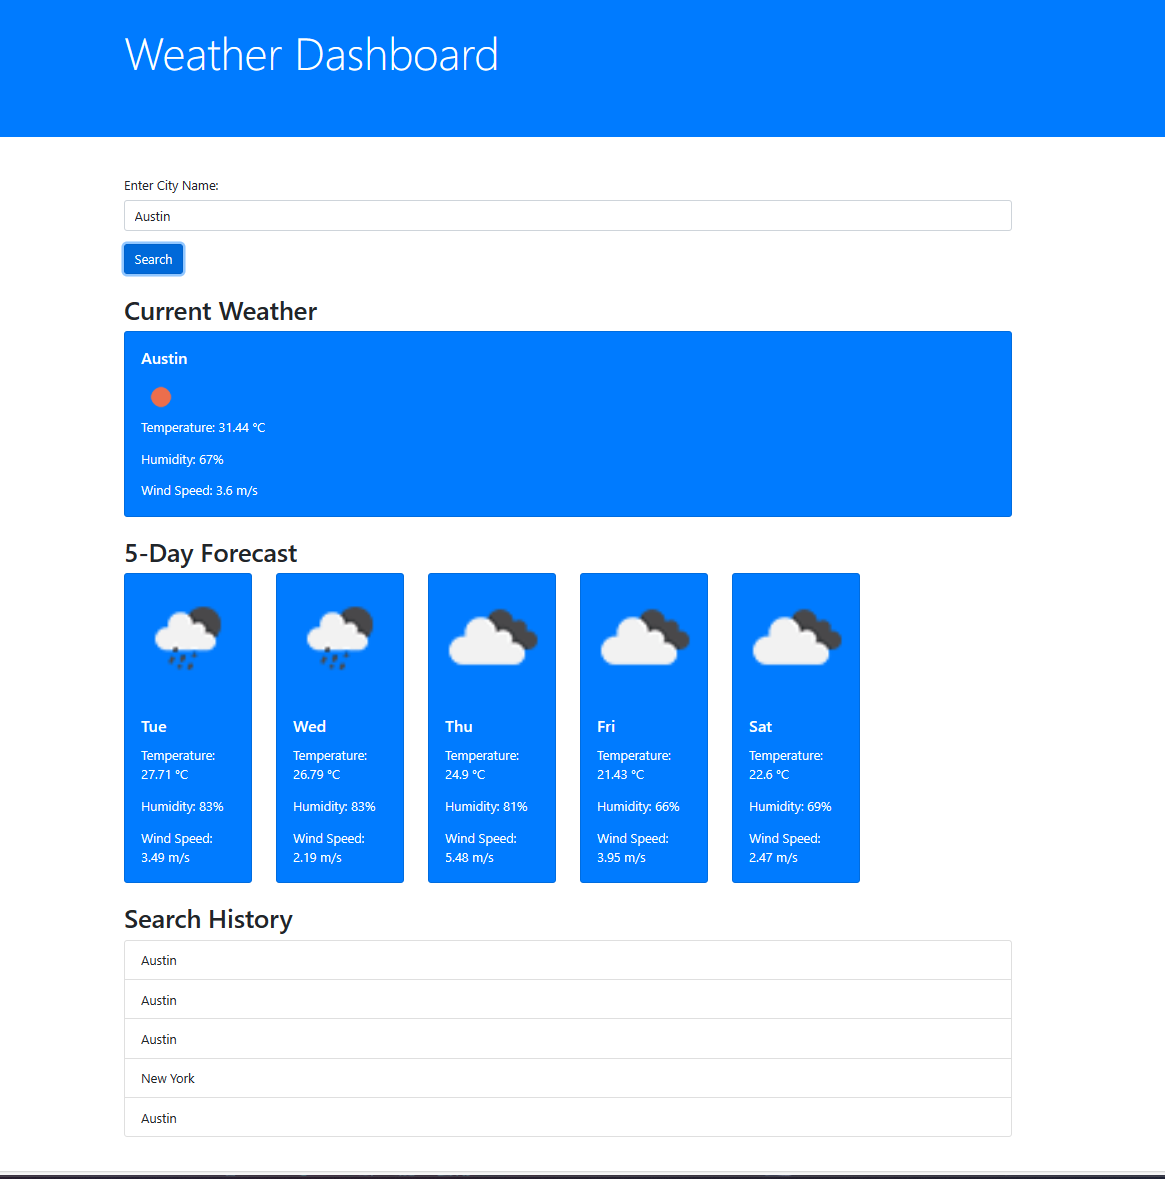 Weather Dashboard
Enter City Name:
Austin
Search
Current Weather
Austin
Temperature: 31.44 °C
Humidity: 67%
Wind Speed: 3.6 m/s
5-Day Forecast
Tue
Temperature:
27.71 °C
Humidity: 83%
Wind Speed:
3.49 m/s
Wed
Temperature:
26.79 °C
Humidity: 83%
Wind Speed:
2.19 m/s
Thu
Temperature:
24.9 °C
Humidity: 81%
Wind Speed:
5.48 m/s
Fri
Temperature:
21.43 °C
Humidity: 66%
Wind Speed:
3.95 m/s
Sat
Temperature:
22.6 °C
Humidity: 69%
Wind Speed:
2.47 m/s
Search History
Austin
Austin
Austin
New York
Austin